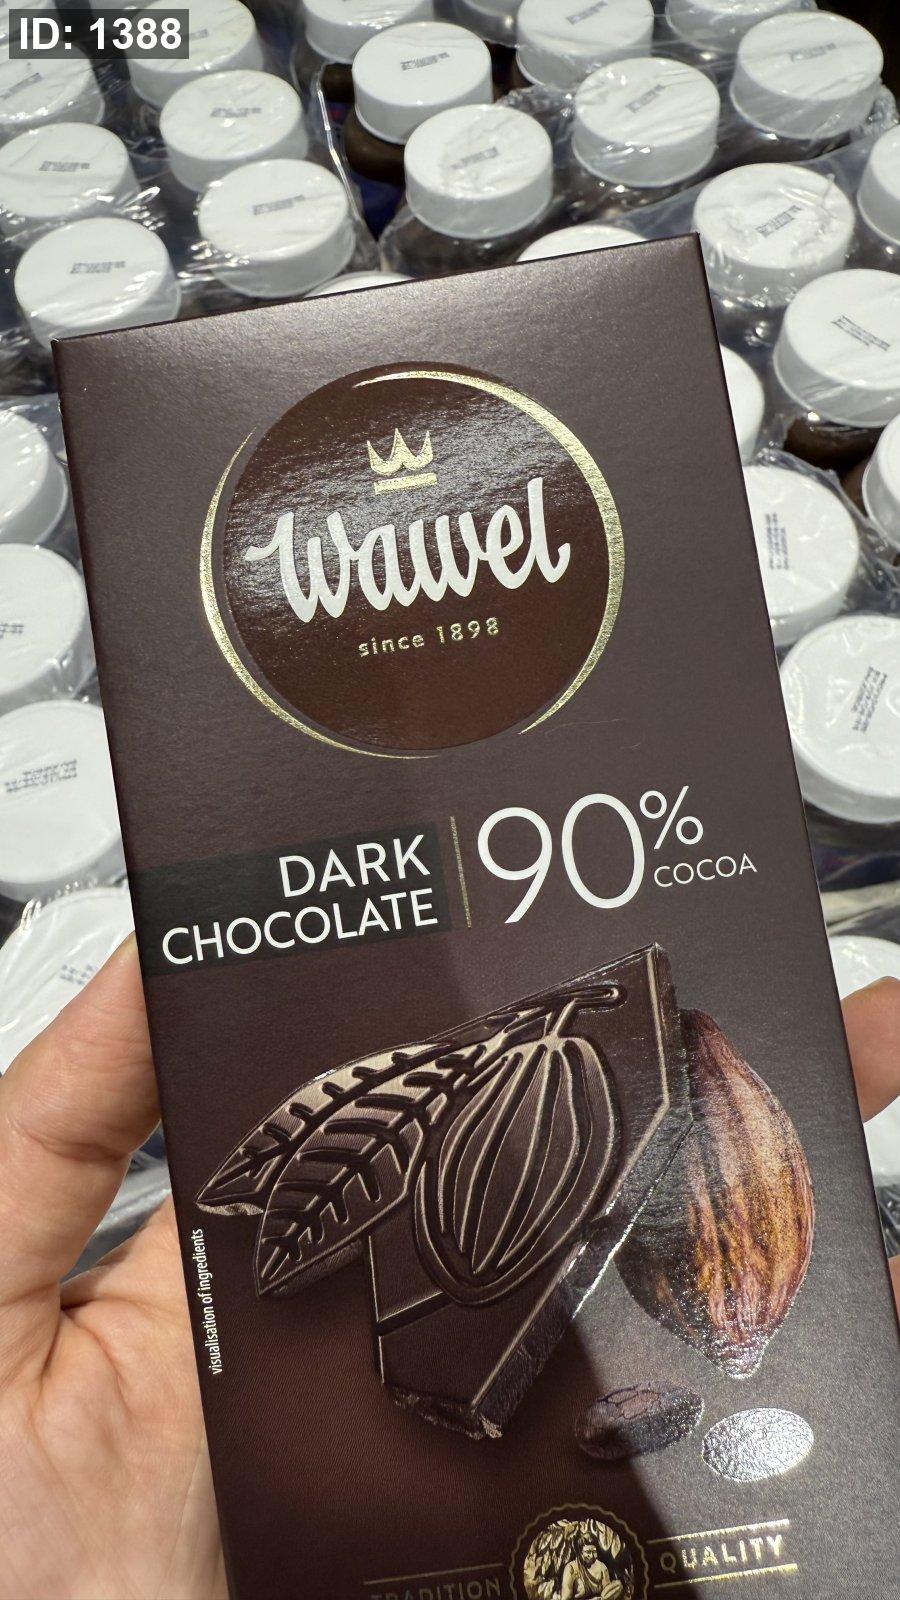 ID: 1388
Wawel
since 1898
DARK
CHOCOLATE
90%
COCOA
visualisation of ingredients
TRADITION
QUALITY